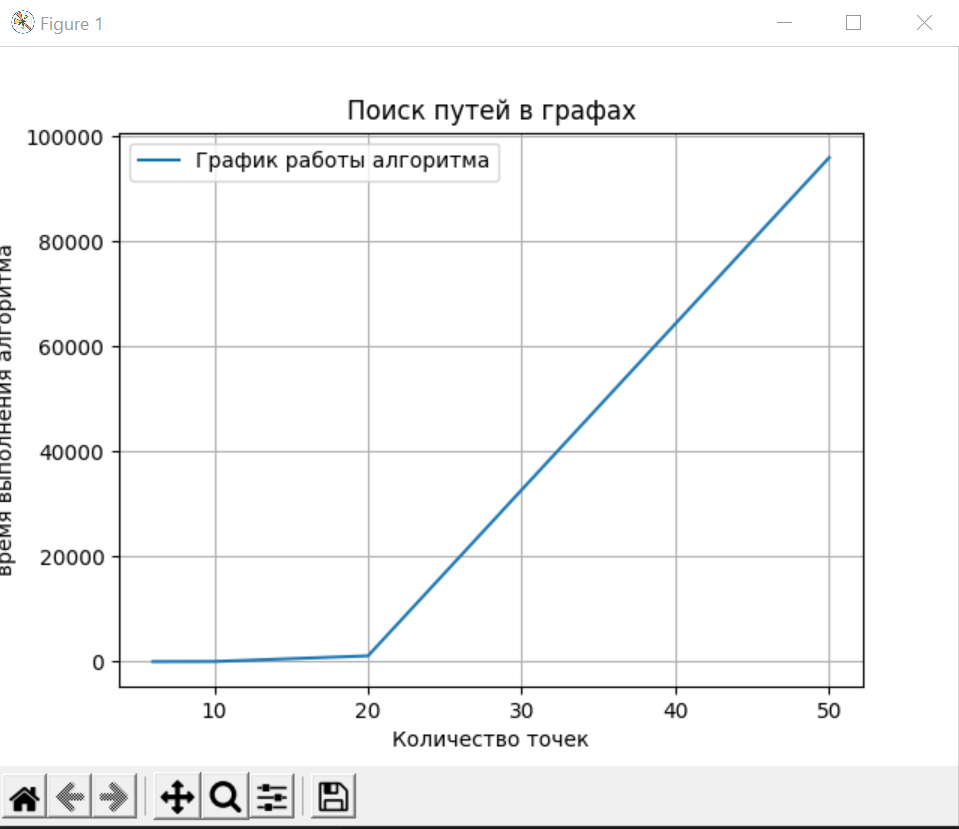 Figure 1
Поиск путей в графах
График работы алгоритма
100000
80000
60000
40000
20000
0
время выполнения алгоритма
10 20 30 40 50
Количество точек